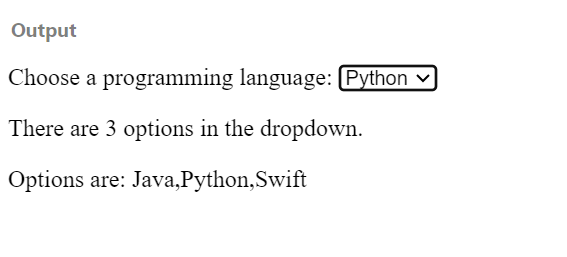 Output
Choose a programming language: Python
There are 3 options in the dropdown.
Options are: Java,Python,Swift